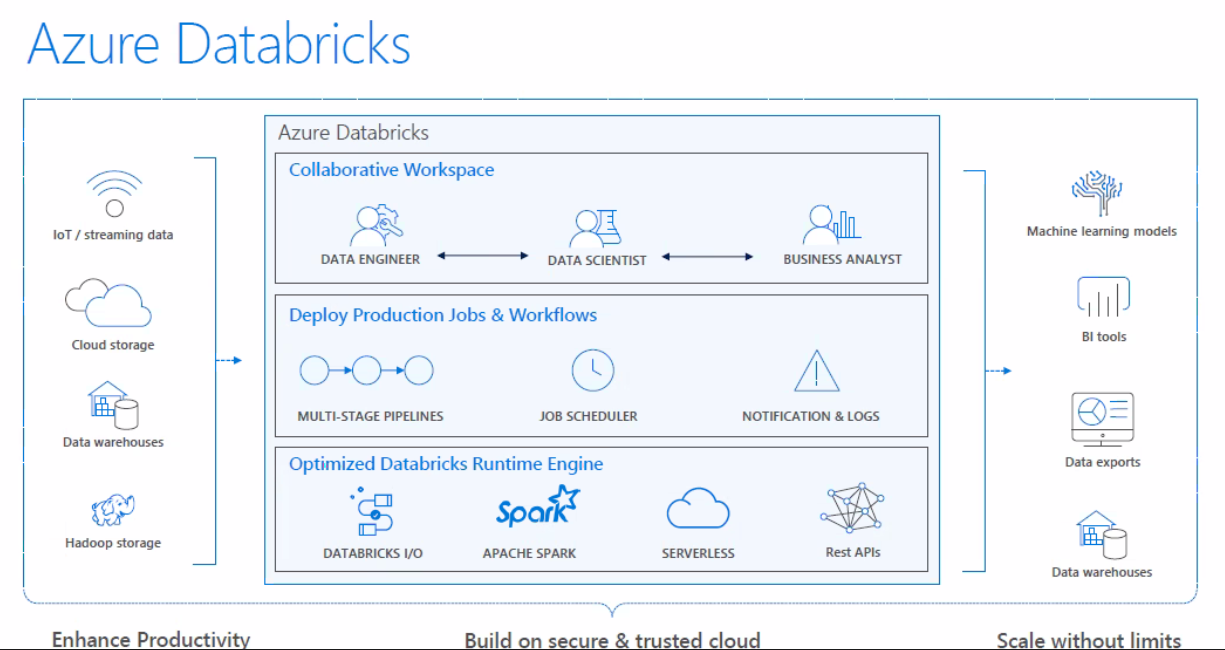 Azure Databricks
Azure Databricks
Collaborative Workspace
DATA ENGINEER
DATA SCIENTIST
BUSINESS ANALYST
Deploy Production Jobs & Workflows
MULTI-STAGE PIPELINES
JOB SCHEDULER
NOTIFICATION & LOGS
Optimized Databricks Runtime Engine
Spark
DATABRICKS I/O
APACHE SPARK
SERVERLESS
Rest APIs
IoT / streaming data
Cloud storage
Data warehouses
Hadoop storage
Machine learning models
BI tools
Data exports
Data warehouses
Enhance Productivity
Build on secure & trusted cloud
Scale without limits